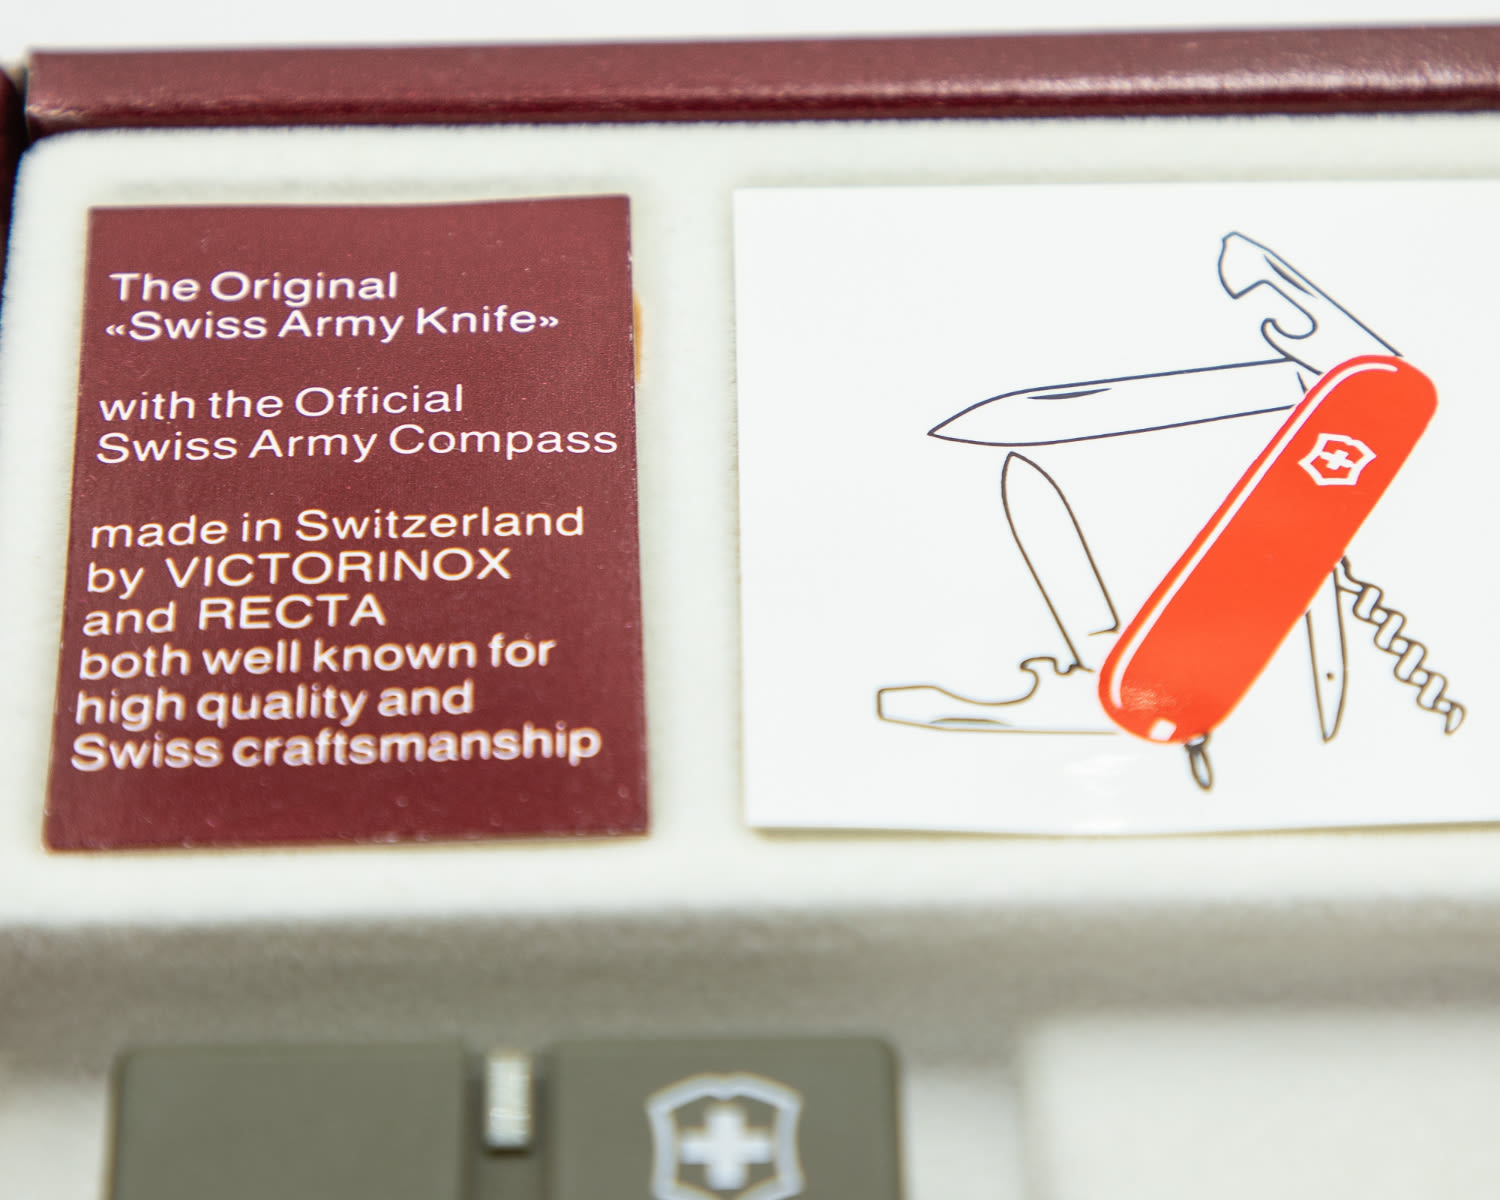 The Original
«Swiss Army Knife»
with the Official
Swiss Army Compass
made in Switzerland
by VICTORINOX
and RECTA
both well known for
high quality and
Swiss craftsmanship